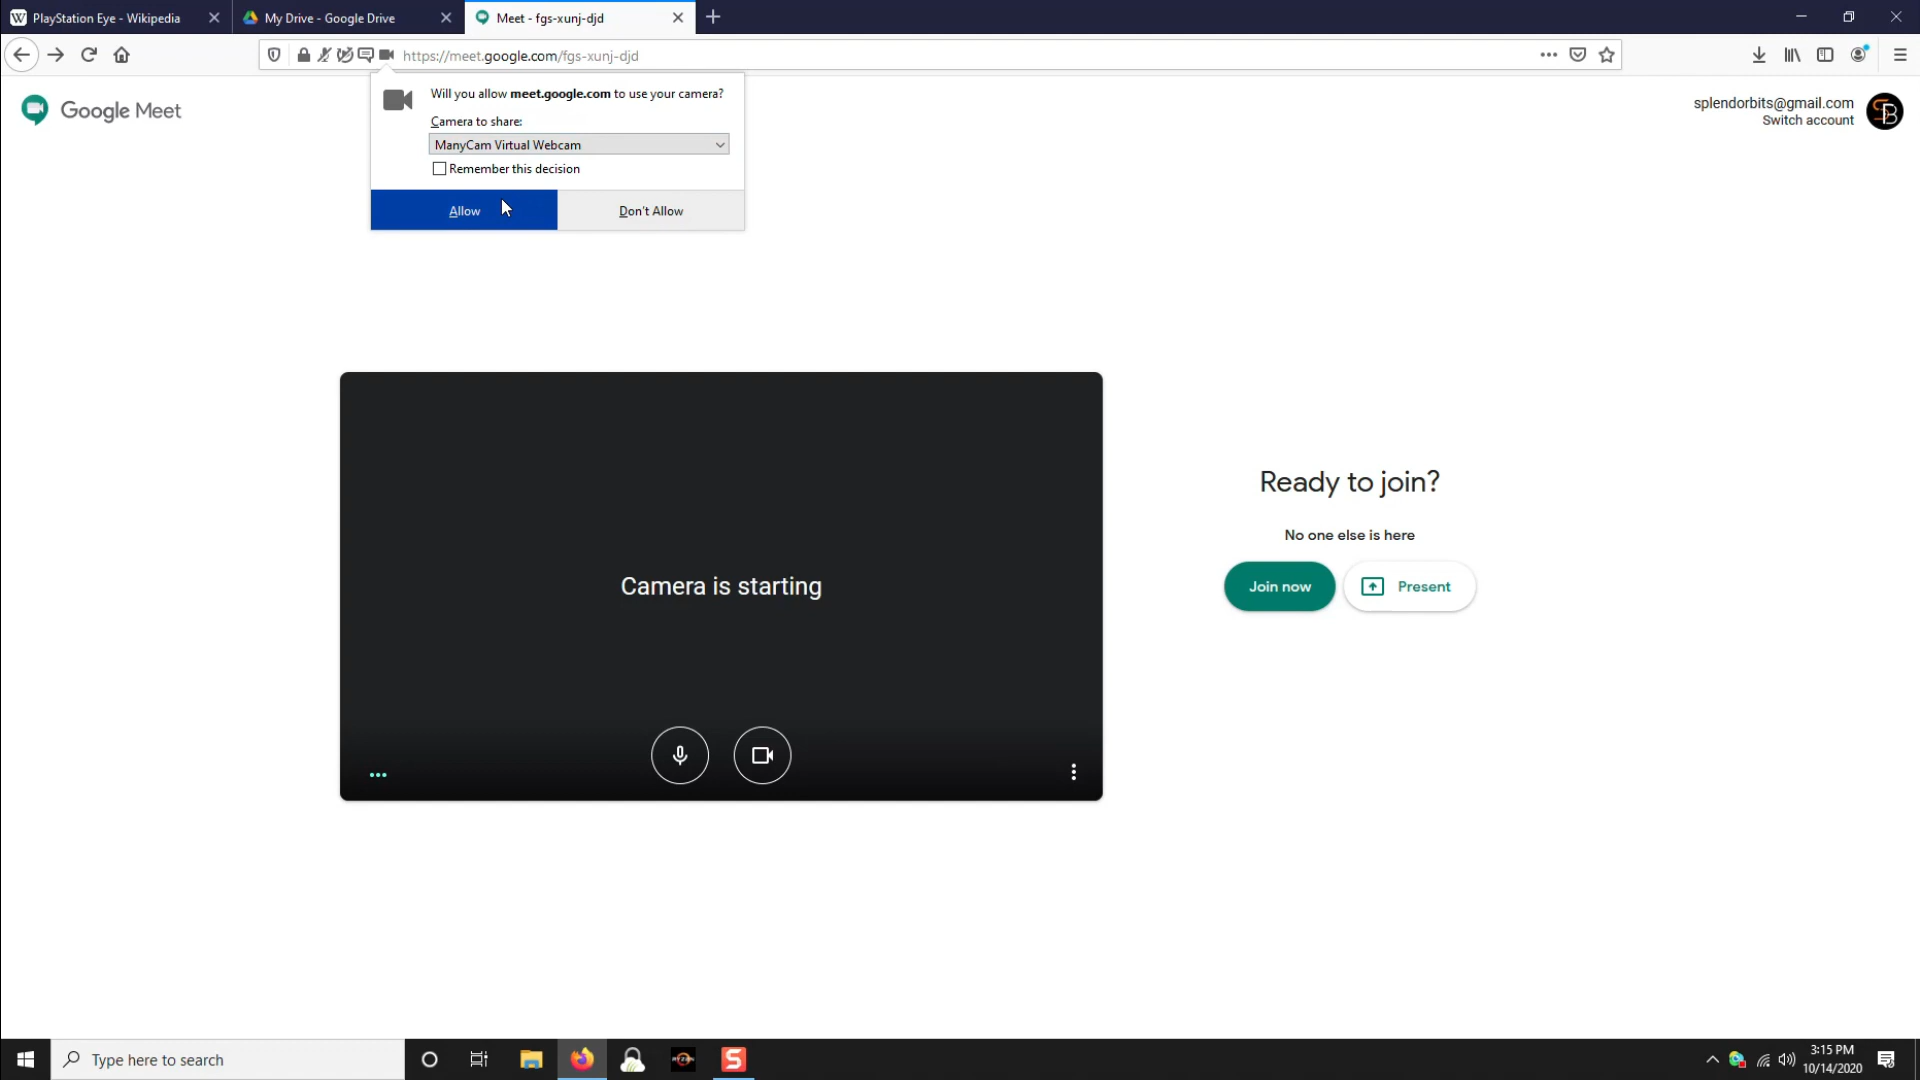 PlayStation Eye - Wikipedia
My Drive - Google Drive
Meet - fgs-xunj-djd
https://meet.google.com/fgs-xunj-djd
Will you allow meet.google.com to use your camera?
Camera to share:
ManyCam Virtual Webcam
Remember this decision
Allow
Don't Allow
Google Meet
splendorbits@gmail.com
Switch account
SB
Camera is starting
Ready to join?
No one else is here
Join now
Present
Type here to search
RYZEN
S
3:15 PM
10/14/2020